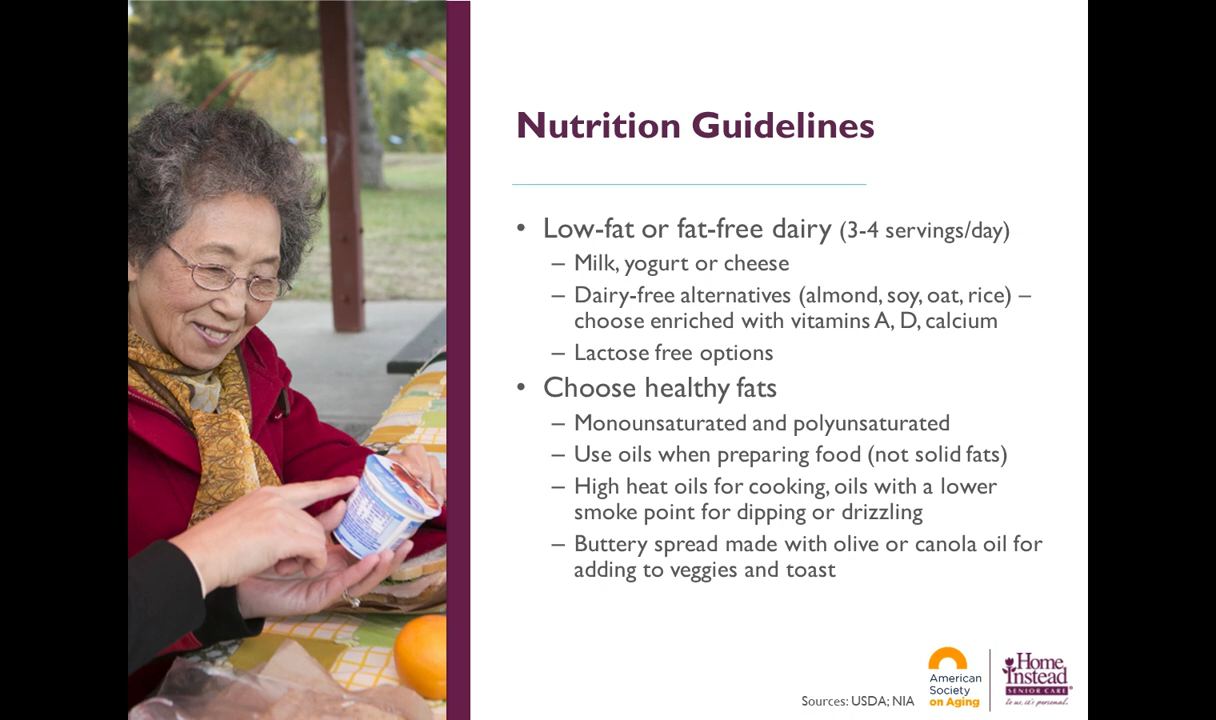 Nutrition Guidelines
• Low-fat or fat-free dairy (3-4 servings/day)
– Milk, yogurt or cheese
– Dairy-free alternatives (almond, soy, oat, rice) –
choose enriched with vitamins A, D, calcium
– Lactose free options
• Choose healthy fats
– Monounsaturated and polyunsaturated
– Use oils when preparing food (not solid fats)
– High heat oils for cooking, oils with a lower
smoke point for dipping or drizzling
– Buttery spread made with olive or canola oil for
adding to veggies and toast
Sources: USDA; NIA
American
Society
on Aging
Home
Instead
SENIOR CARE®
to us, it's personal.